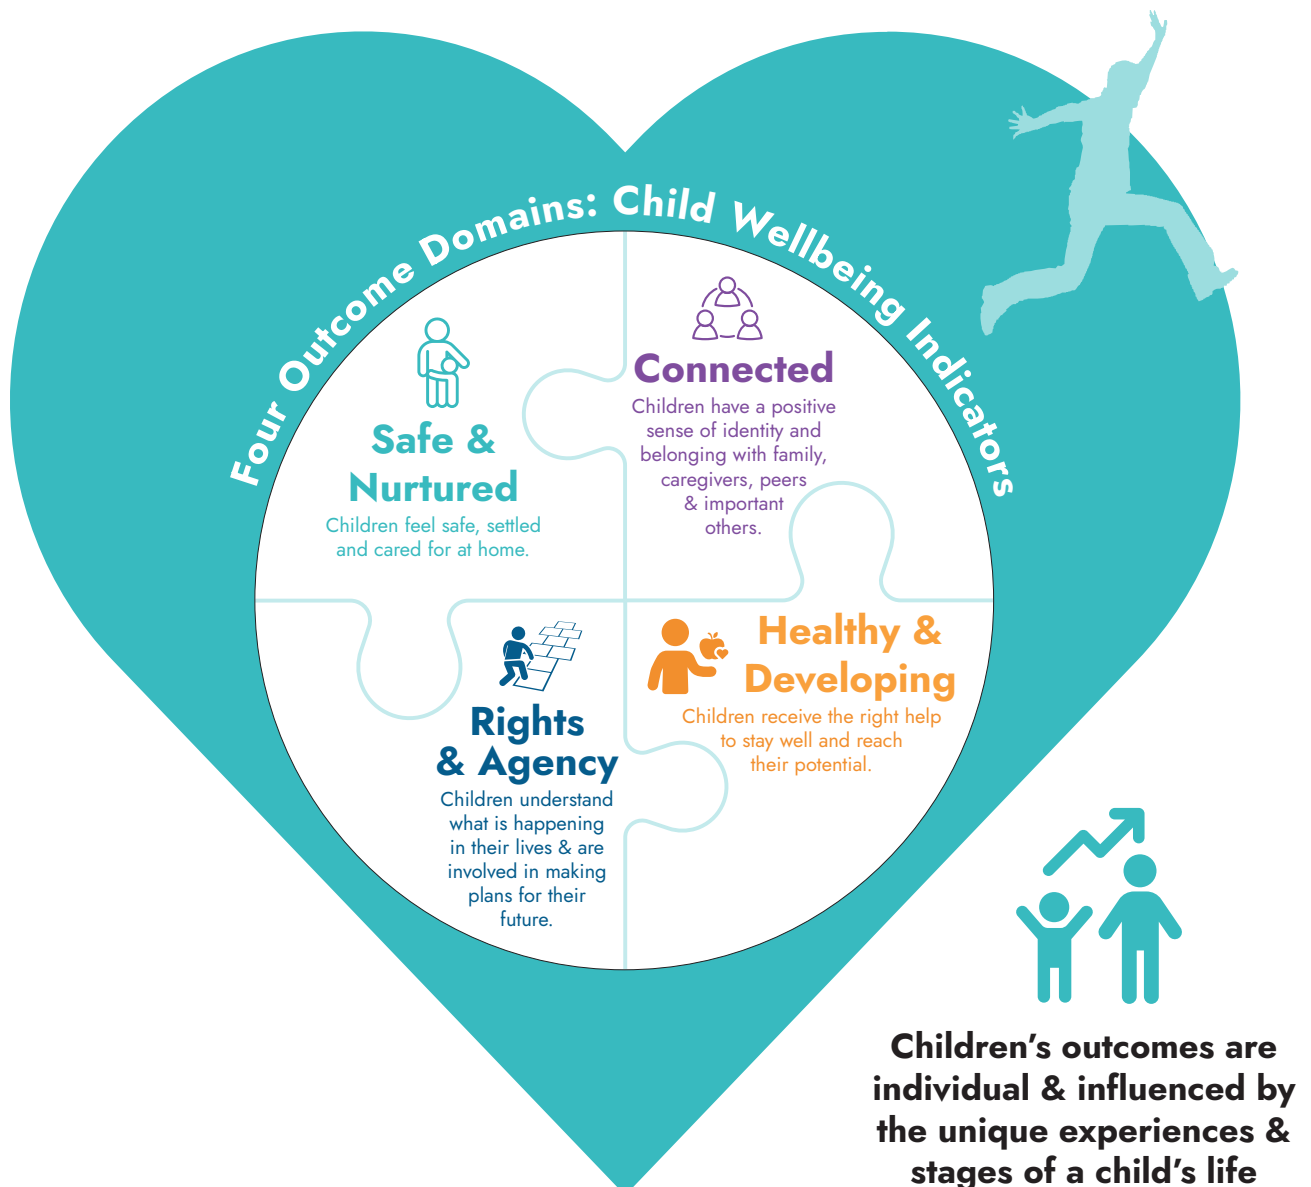 Four Outcome Domains: Child Wellbeing Indicators
Safe &
Nurtured
Children feel safe, settled
and cared for at home.
Connected
Children have a positive
sense of identity and
belonging with family,
caregivers, peers
& important
others.
Rights
& Agency
Children understand
what is happening
in their lives & are
involved in making
plans for their
future.
Healthy &
Developing
Children receive the right help
to stay well and reach
their potential.
Children's outcomes are
individual & influenced by
the unique experiences &
stages of a child's life